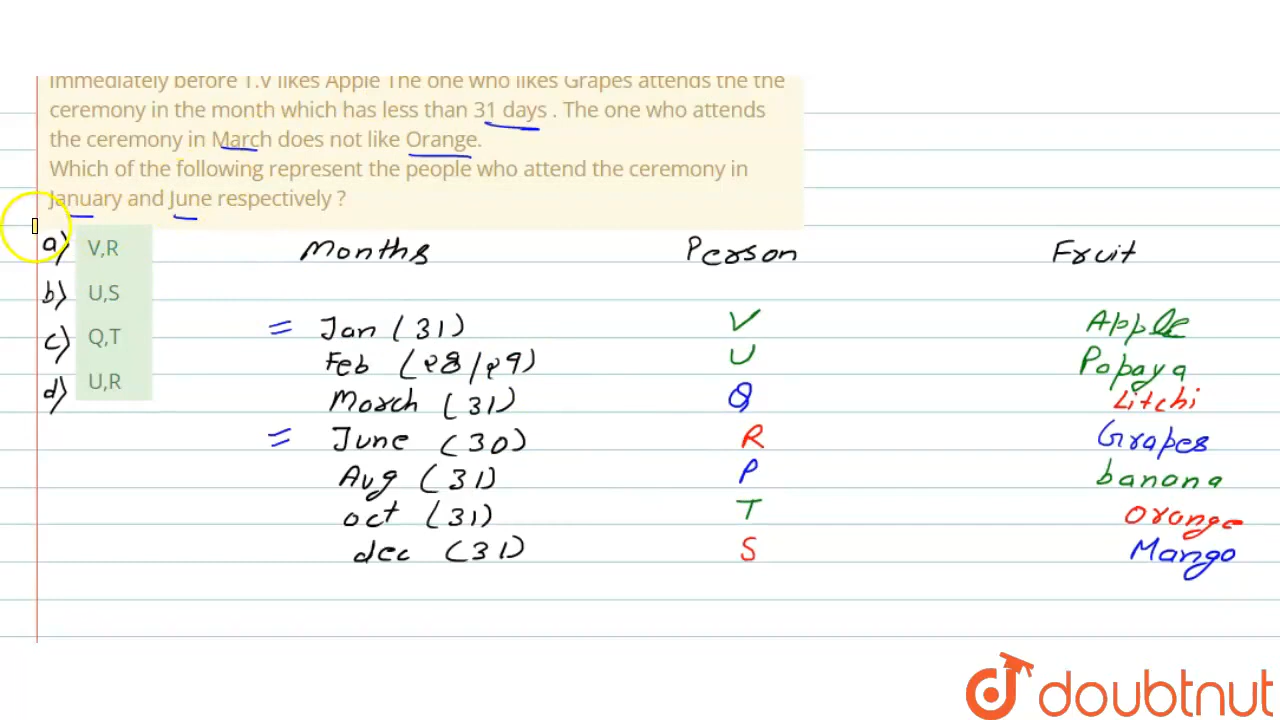 Immediately before T.V likes Apple The one who likes Grapes attends the the
ceremony in the month which has less than 31 days . The one who attends
the ceremony in March does not like Orange.
Which of the following represent the people who attend the ceremony in
January and June respectively ?
a) V,R
b) U,S
c) Q,T
d) U,R
Months Person Fruit
= Jan (31) V Apple
Feb (28/29) U Papaya
March (31) Q Litchi
= June (30) R Grapes
Aug (31) P banana
oct (31) T Orange
dec (31) S Mango
doubtnut